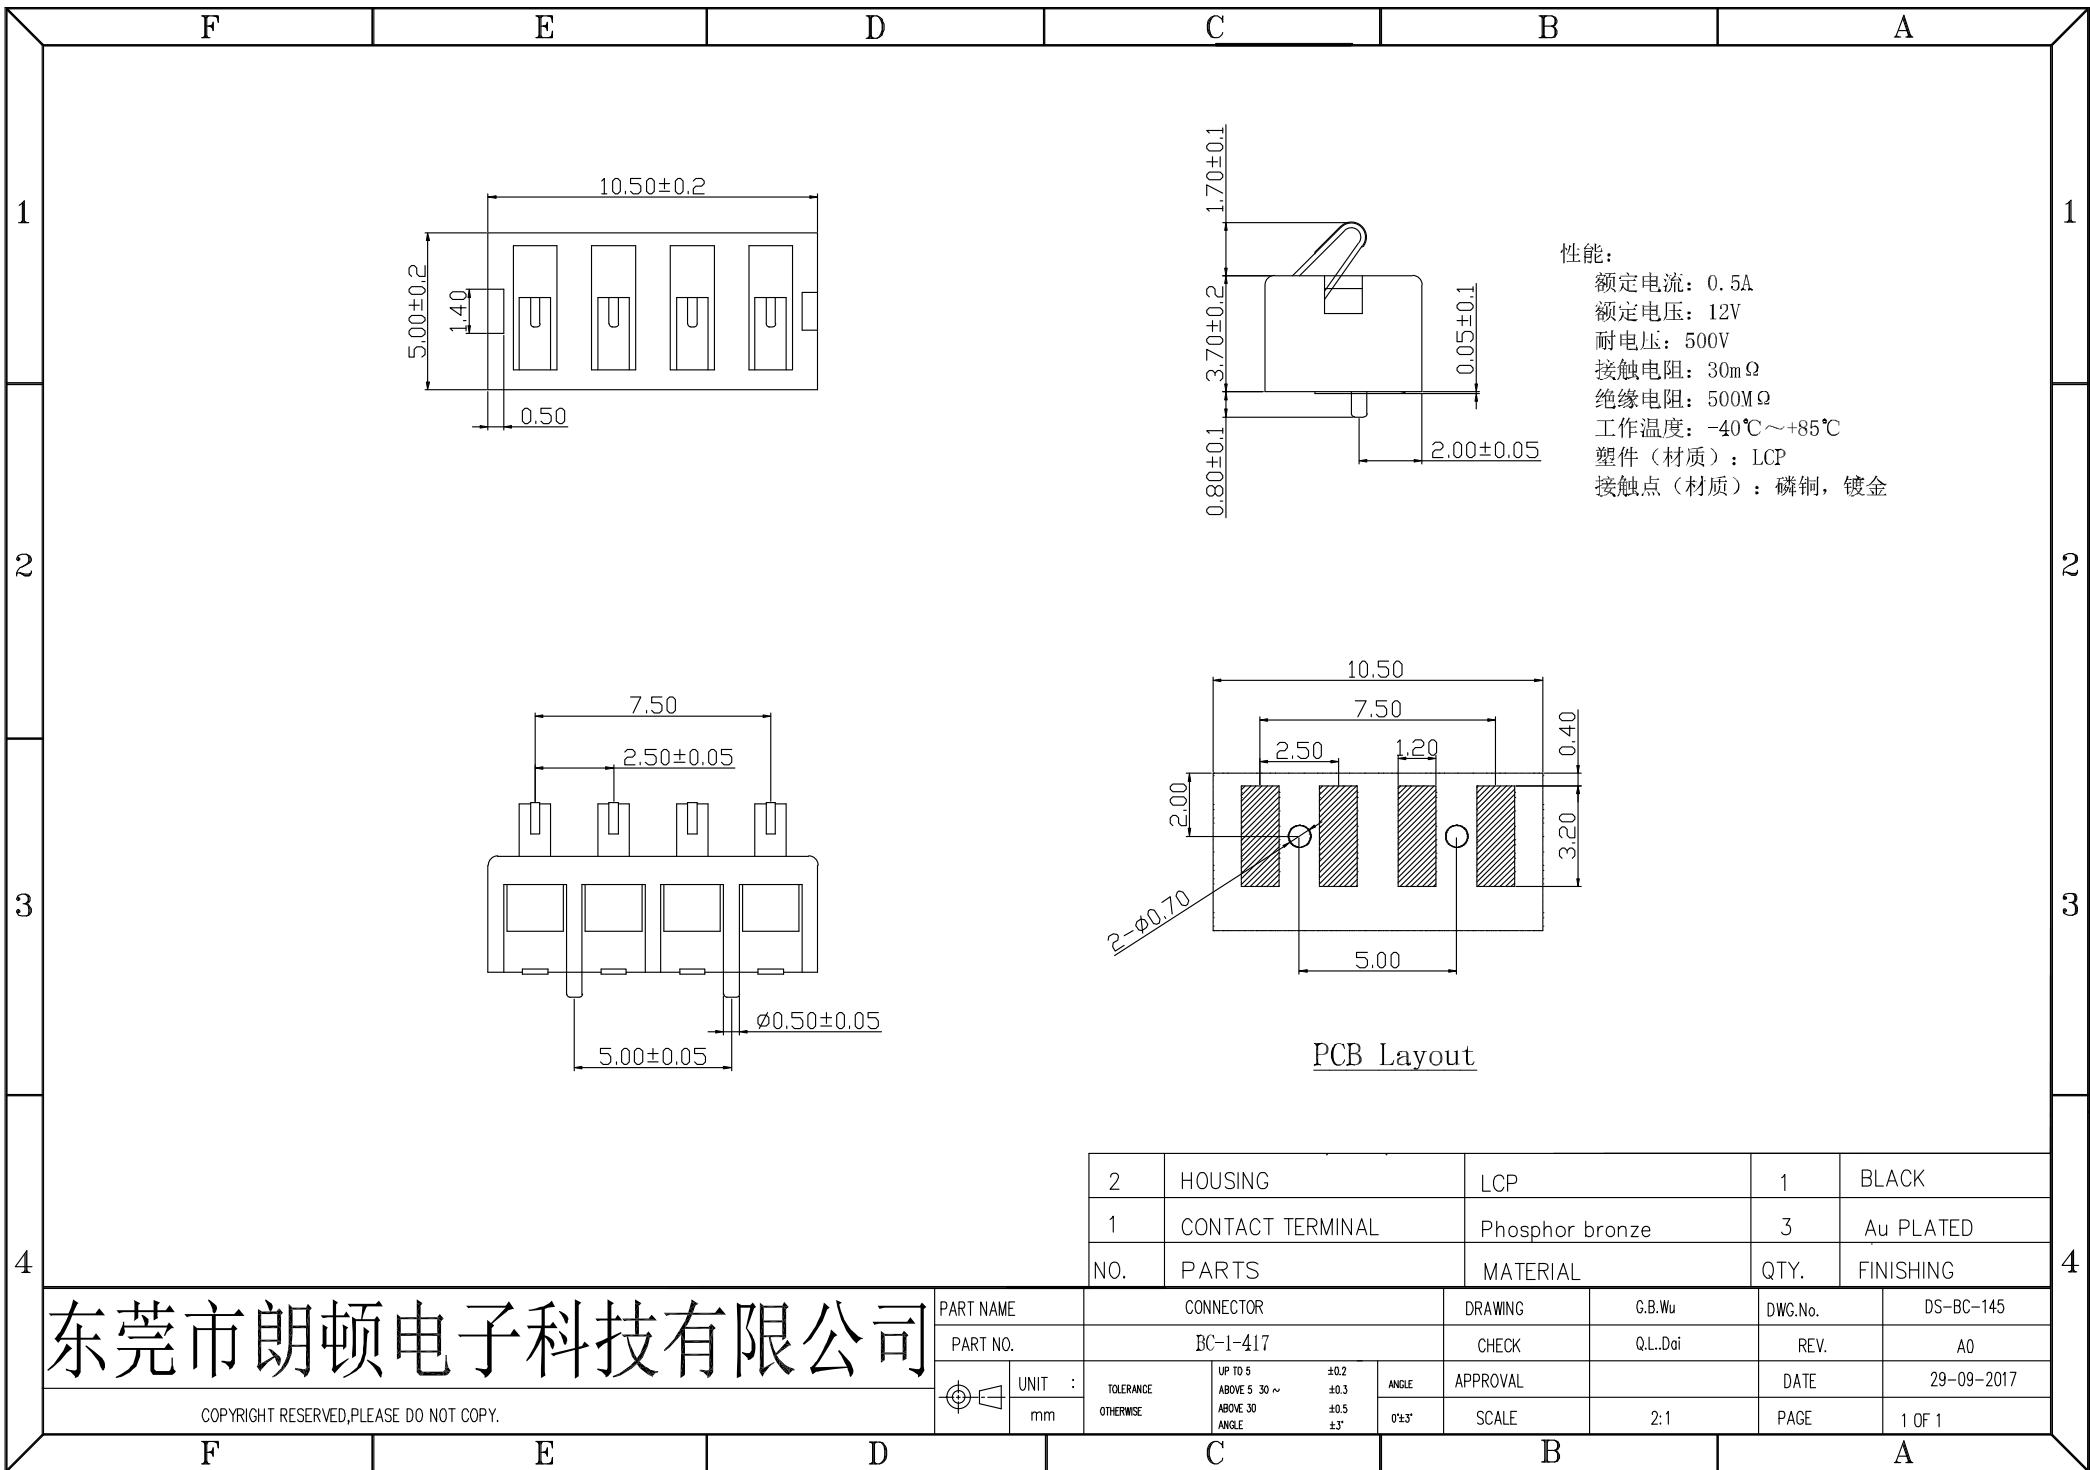 F E D C B A
1 1
10.50±0.2
5.00±0.2
1.40
0.50
1.70±0.1
3.70±0.2
0.80±0.1
0.05±0.1
2.00±0.05
性能：
额定电流：0.5A
额定电压：12V
耐电压：500V
接触电阻：30mΩ
绝缘电阻：500MΩ
工作温度：-40℃～+85℃
塑件（材质）：LCP
接触点（材质）：磷铜，镀金
2 2
7.50
2.50±0.05
Ø0.50±0.05
5.00±0.05
10.50
7.50
2.50 1.20
0.40
2.00
3.20
2-Ø0.70
5.00
PCB Layout
3 3
4 4
2 HOUSING LCP 1 BLACK
1 CONTACT TERMINAL Phosphor bronze 3 Au PLATED
NO. PARTS MATERIAL QTY. FINISHING
东莞市朗顿电子科技有限公司
COPYRIGHT RESERVED,PLEASE DO NOT COPY.
PART NAME CONNECTOR DRAWING G.B.Wu DWG.No. DS-BC-145
PART NO. BC-1-417 CHECK Q.L..Dai REV. A0
UNIT :
mm
TOLERANCE
OTHERWISE
UP TO 5 ±0.2
ABOVE 5 30 ~ ±0.3
ABOVE 30 ±0.5
ANGLE ±3°
ANGLE
0°±3°
APPROVAL DATE 29-09-2017
SCALE 2:1 PAGE 1 OF 1
F E D C B A